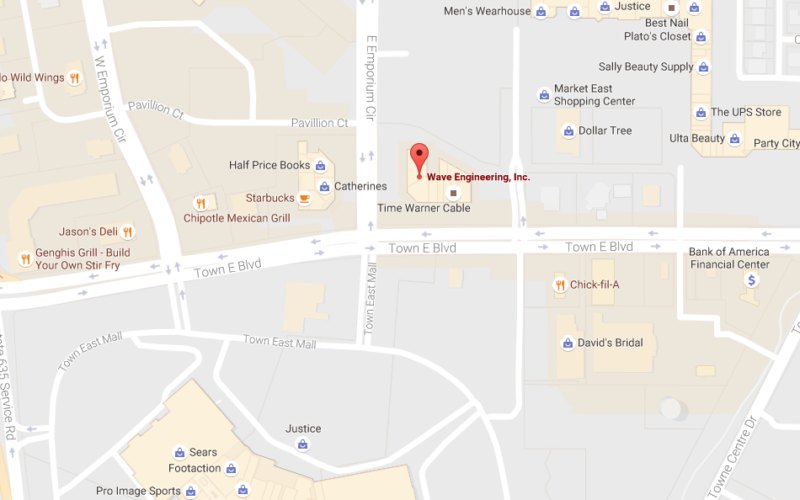 Men's Wearhouse
Justice
Best Nail
Plato's Closet
W Emporium Cir
E Emporium Cir
Wild Wings
Sally Beauty Supply
Market East
Shopping Center
Pavillion Ct
Pavillion Ct
The UPS Store
Dollar Tree
Ulta Beauty
Party City
Half Price Books
Catherines
Wave Engineering, Inc.
Starbucks
Time Warner Cable
Chipotle Mexican Grill
Jason's Deli
Genghis Grill - Build
Your Own Stir Fry
Town E Blvd
Town E Blvd
Town E Blvd
Bank of America
Financial Center
$
Chick-fil-A
Town East Mall
Town East Mall
Town East Mall
David's Bridal
635 Service Rd
Justice
Towne Centre Dr
Sears
Footaction
Pro Image Sports